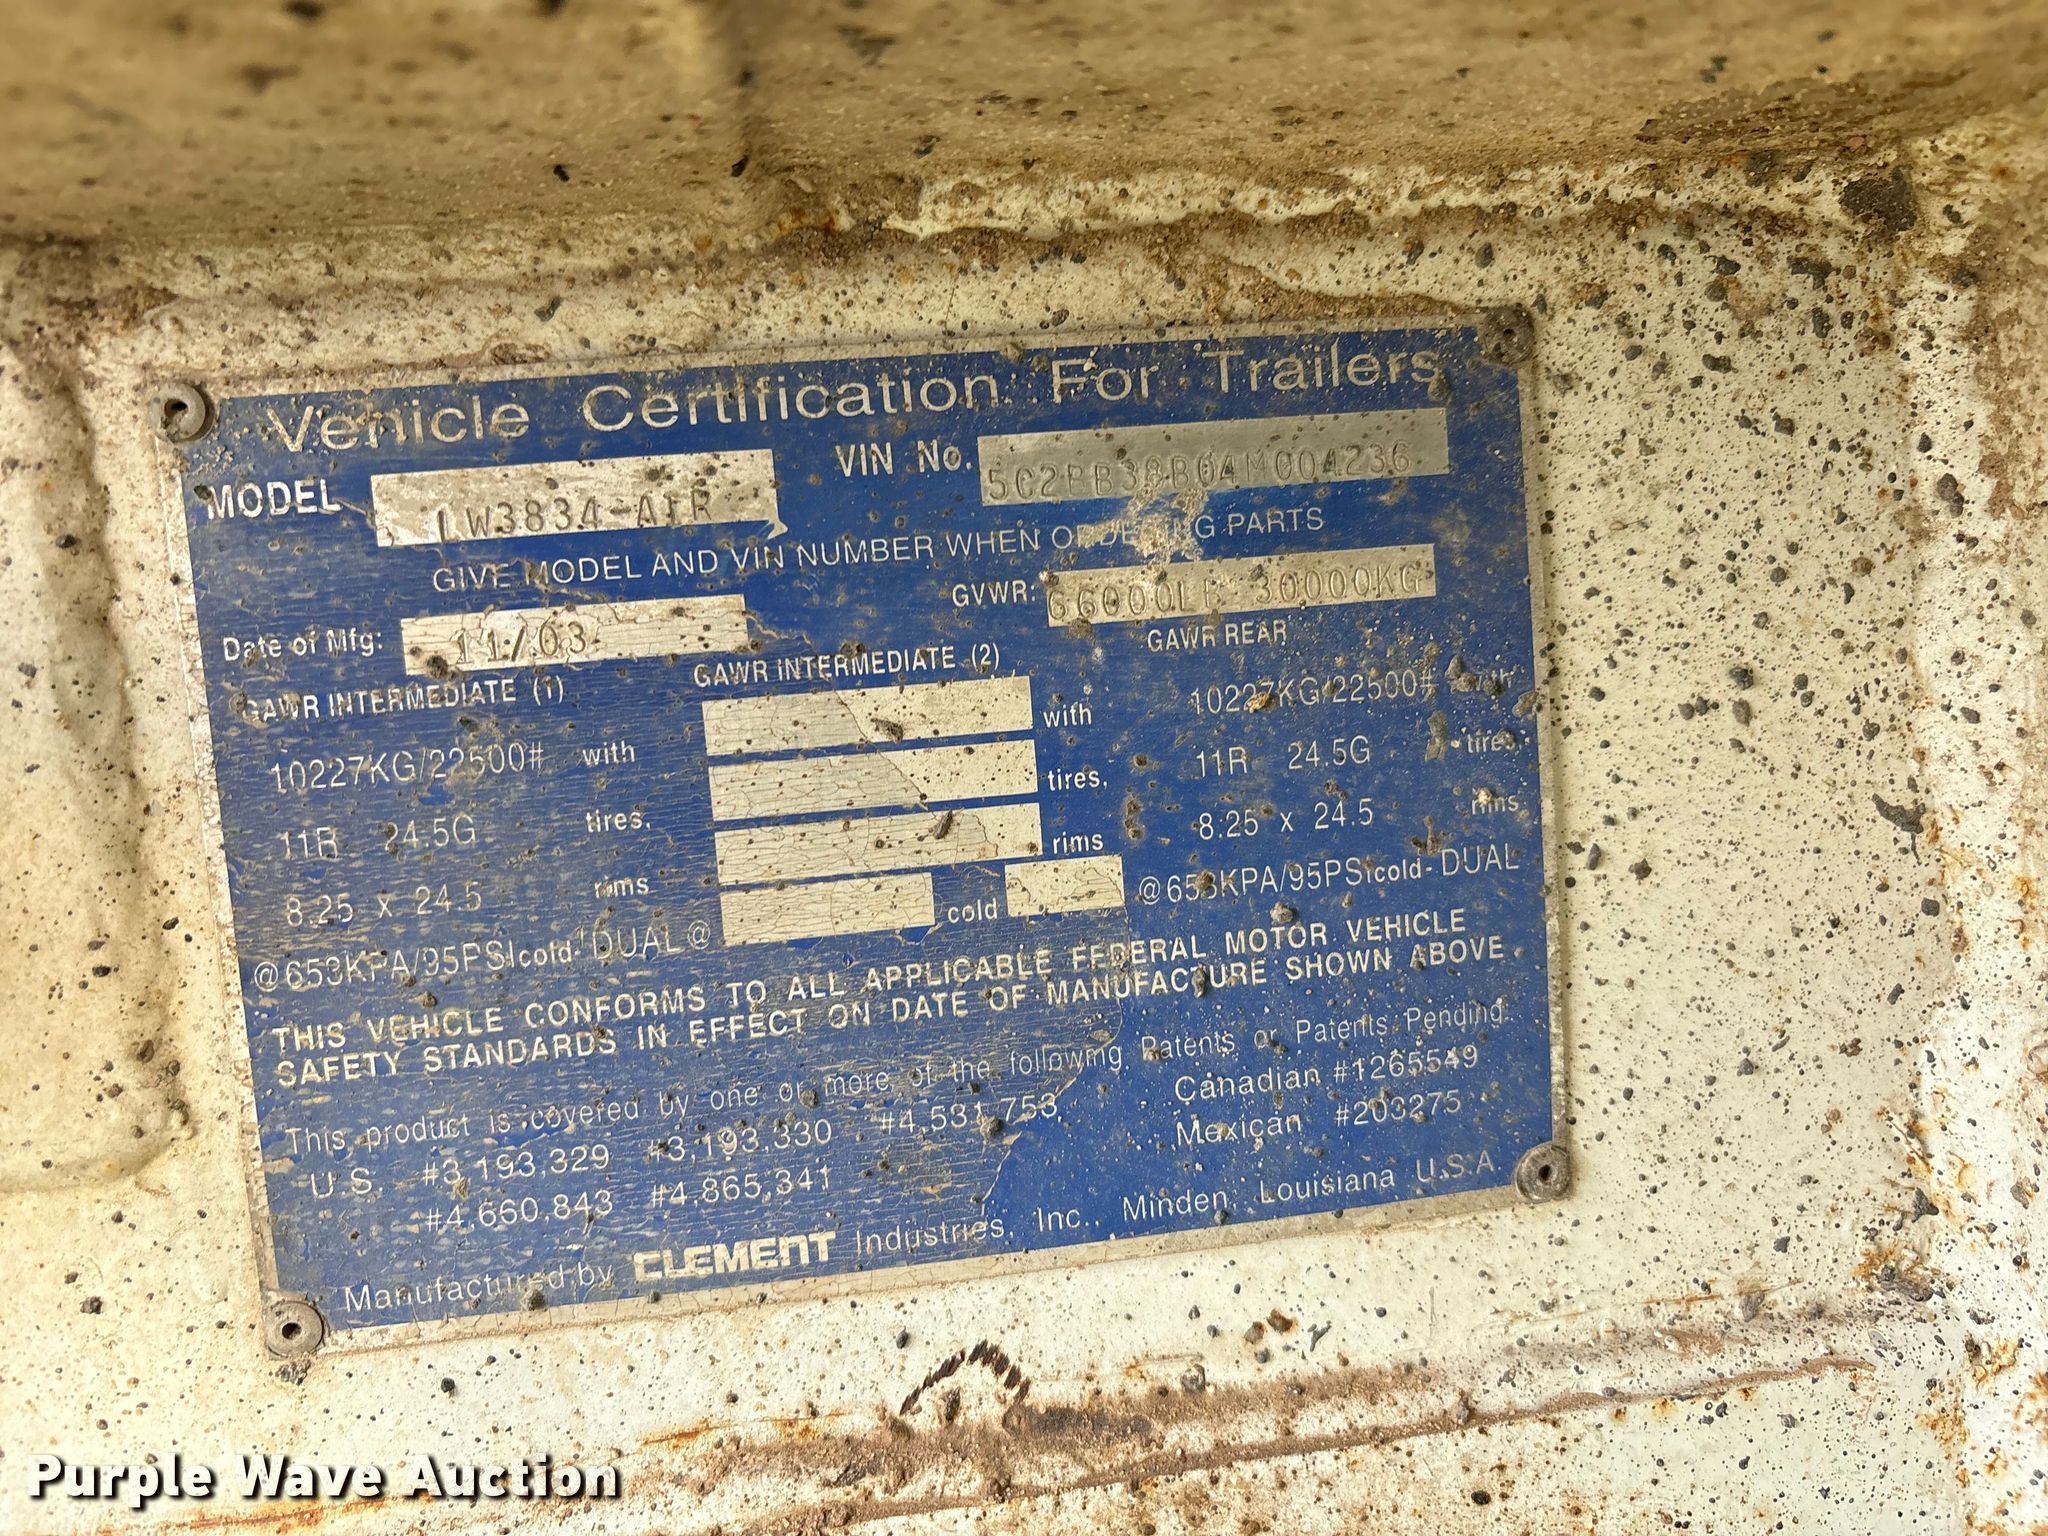 Vehicle Certification For Trailers
MODEL LW3834-AIR VIN No. 5C2BB38B04M004236
GIVE MODEL AND VIN NUMBER WHEN ORDERING PARTS
Date of Mfg: 11/03 GVWR: 66000LB 30000KG
GAWR INTERMEDIATE (1) GAWR INTERMEDIATE (2) GAWR REAR
10227KG/22500# with with 10227KG/22500# with
11R 24.5G tires. tires. 11R 24.5G tires.
8.25 x 24.5 rims rims 8.25 x 24.5 rims
@653KPA/95PSIcold-DUAL@ cold @653KPA/95PSIcold-DUAL
THIS VEHICLE CONFORMS TO ALL APPLICABLE FEDERAL MOTOR VEHICLE
SAFETY STANDARDS IN EFFECT ON DATE OF MANUFACTURE SHOWN ABOVE.
This product is covered by one or more of the following Patents or Patents Pending:
U.S. #3,193,329 #3,193,330 #4,531,753 Canadian #1265549
#4,660,843 #4,865,341 Mexican #203275
Manufactured by CLEMENT Industries, Inc., Minden, Louisiana U.S.A.
Purple Wave Auction